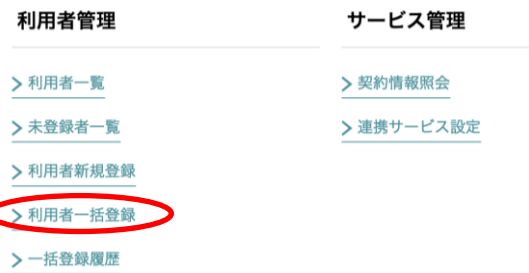 利用者管理
利用者一覧
未登録者一覧
利用者新規登録
利用者一括登録
一括登録履歴
サービス管理
契約情報照会
連携サービス設定